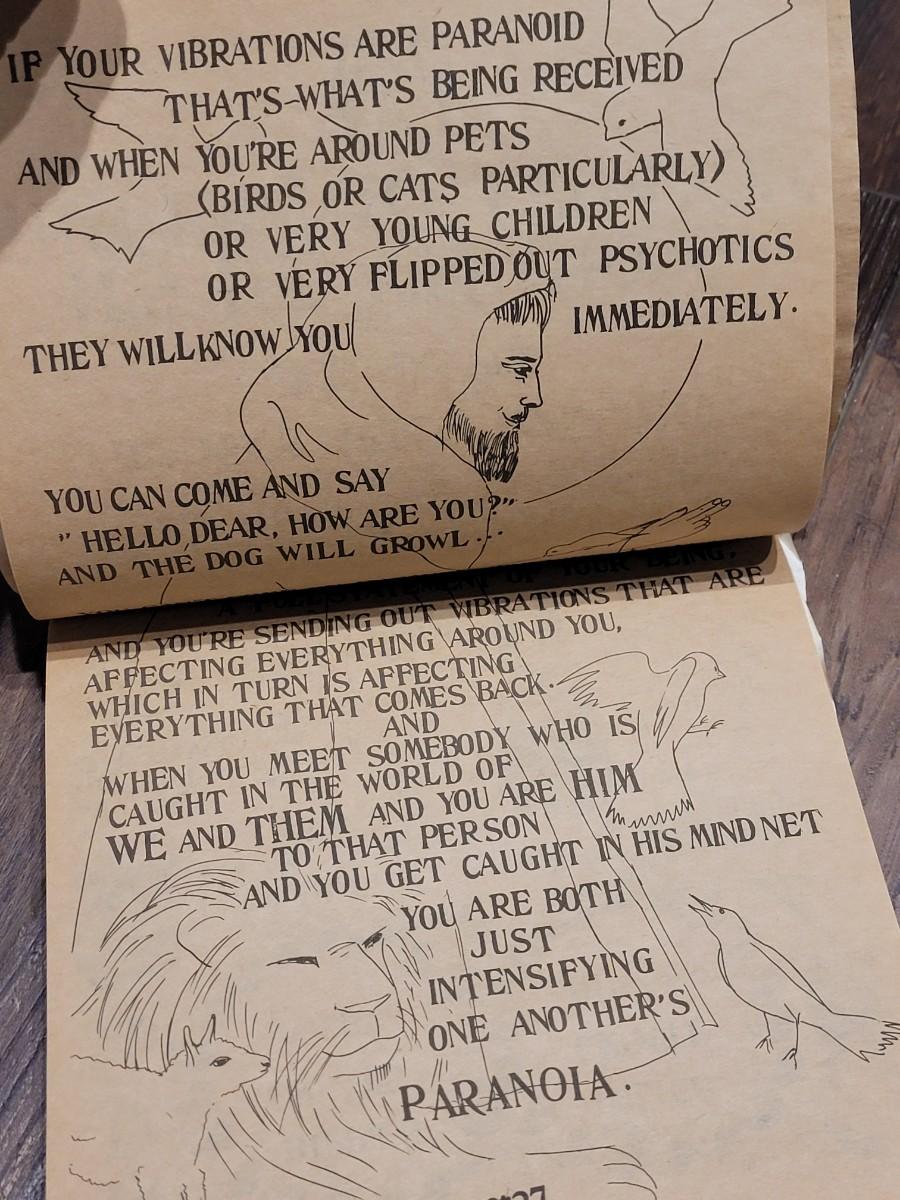 IF YOUR VIBRATIONS ARE PARANOID
THAT'S WHAT'S BEING RECEIVED
AND WHEN YOU'RE AROUND PETS
(BIRDS OR CATS PARTICULARLY)
OR VERY YOUNG CHILDREN
OR VERY FLIPPED OUT PSYCHOTICS
THEY WILL KNOW YOU IMMEDIATELY.
YOU CAN COME AND SAY
"HELLO DEAR, HOW ARE YOU?"
AND THE DOG WILL GROWL...
A FULL STATEMENT OF YOUR BEING,
AND YOU'RE SENDING OUT VIBRATIONS THAT ARE
AFFECTING EVERYTHING AROUND YOU,
WHICH IN TURN IS AFFECTING
EVERYTHING THAT COMES BACK.
AND
WHEN YOU MEET SOMEBODY WHO IS
CAUGHT IN THE WORLD OF
WE AND THEM AND YOU ARE HIM
TO THAT PERSON
AND YOU GET CAUGHT IN HIS MIND NET
YOU ARE BOTH
JUST
INTENSIFYING
ONE ANOTHER'S
PARANOIA.